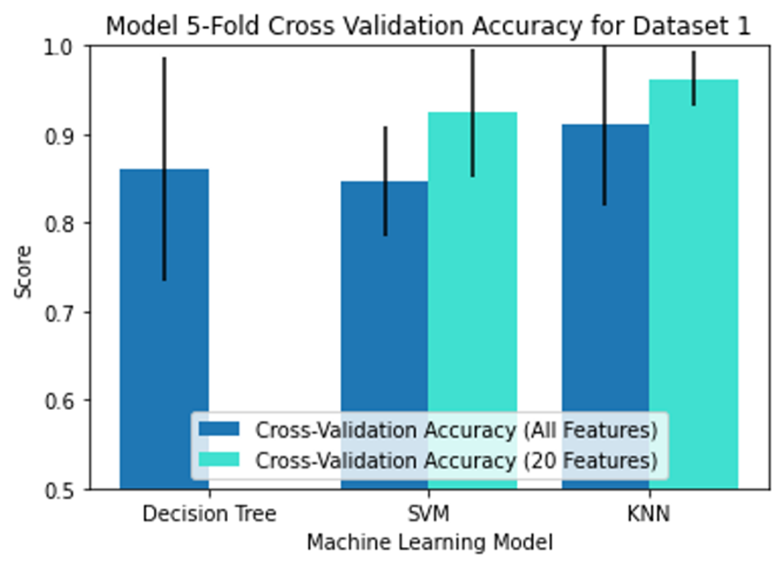 Model 5-Fold Cross Validation Accuracy for Dataset 1
1.0
0.9
0.8
0.7
0.6
0.5
Score
Cross-Validation Accuracy (All Features)
Cross-Validation Accuracy (20 Features)
Decision Tree SVM KNN
Machine Learning Model